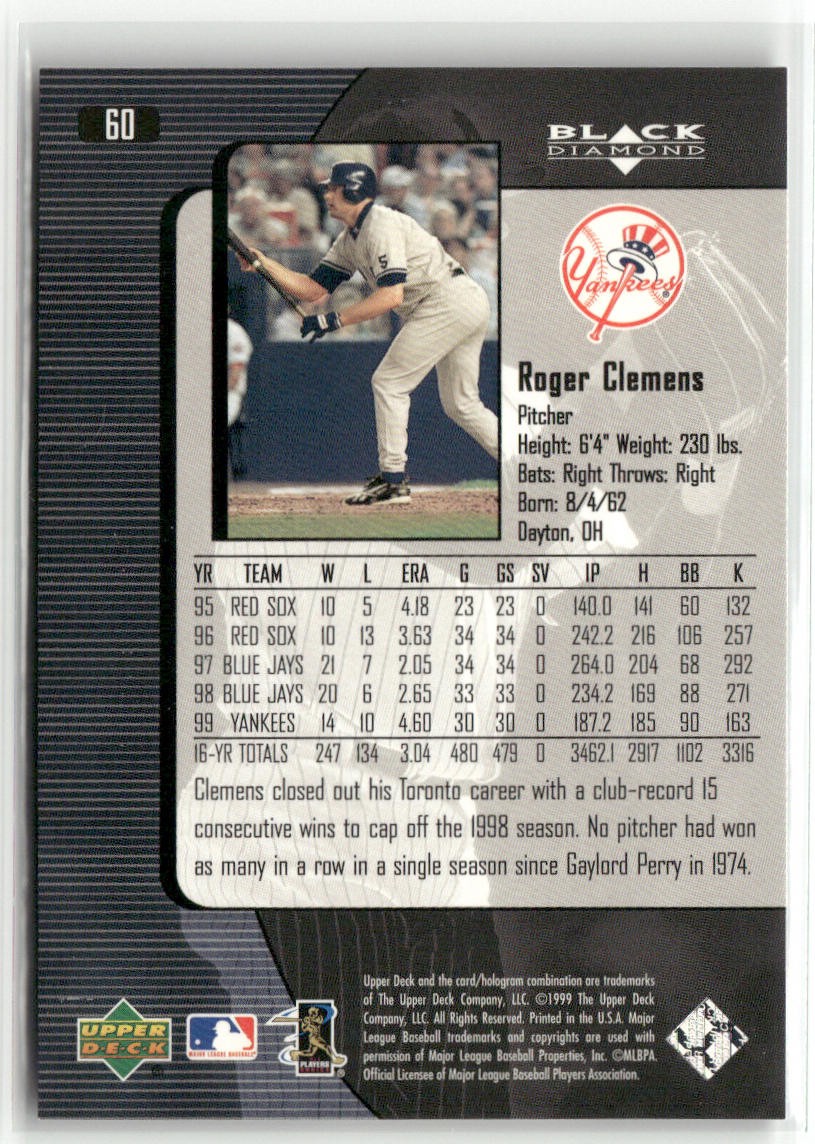 60
BLACK
DIAMOND
Yankees
®
5
Roger Clemens
Pitcher
Height: 6'4" Weight: 230 lbs.
Bats: Right Throws: Right
Born: 8/4/62
Dayton, OH
YR TEAM W L ERA G GS SV IP H BB K
95 RED SOX 10 5 4.18 23 23 0 140.0 141 60 132
96 RED SOX 10 13 3.63 34 34 0 242.2 216 106 257
97 BLUE JAYS 21 7 2.05 34 34 0 264.0 204 68 292
98 BLUE JAYS 20 6 2.65 33 33 0 234.2 169 88 271
99 YANKEES 14 10 4.60 30 30 0 187.2 185 90 163
16-YR TOTALS 247 134 3.04 480 479 0 3462.1 2917 1102 3316
Clemens closed out his Toronto career with a club-record 15
consecutive wins to cap off the 1998 season. No pitcher had won
as many in a row in a single season since Gaylord Perry in 1974.
Upper Deck and the card/hologram combination are trademarks
of The Upper Deck Company, LLC. ©1999 The Upper Deck
Company, LLC. All Rights Reserved. Printed in the U.S.A. Major
League Baseball trademarks and copyrights are used with
permission of Major League Baseball Properties, Inc. ©MLBPA.
Official Licensee of Major League Baseball Players Association.
UPPER
D·E·C·K
®
MAJOR LEAGUE BASEBALL
PLAYERS
®